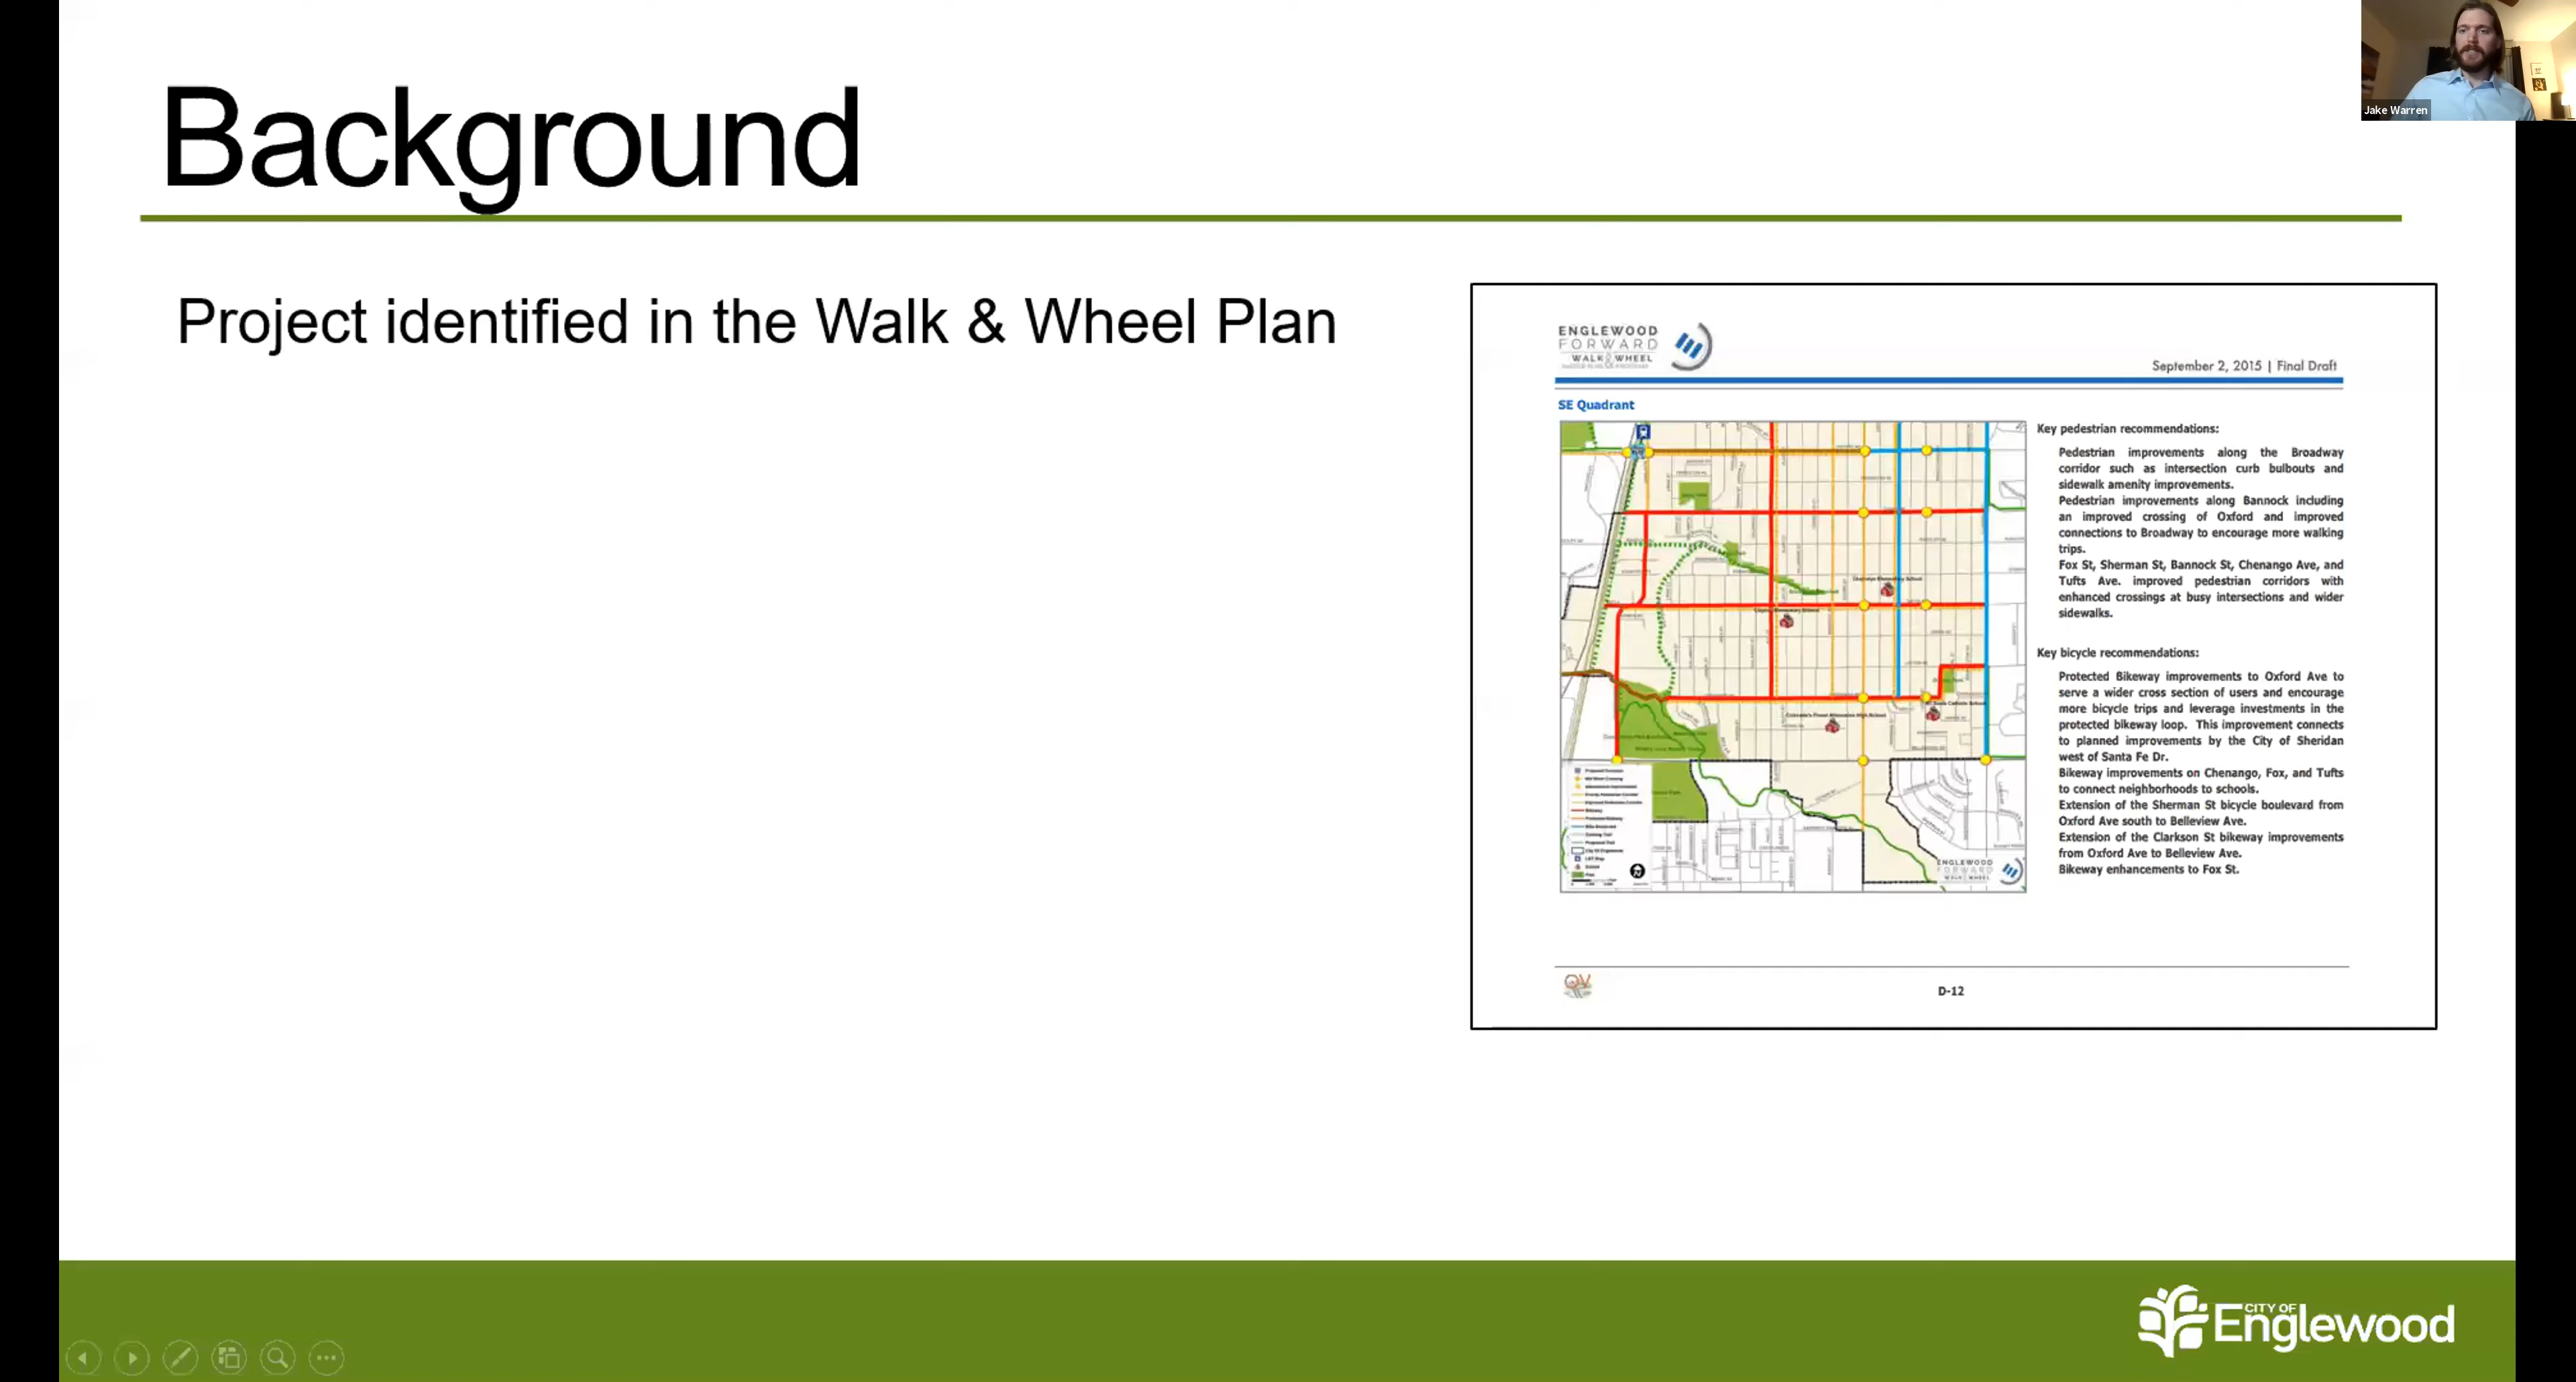 Jake Warren
Background
Project identified in the Walk & Wheel Plan
ENGLEWOOD
FORWARD
WALK & WHEEL
September 2, 2015 | Final Draft
SE Quadrant
Key pedestrian recommendations:
Pedestrian improvements along the Broadway
corridor such as intersection curb bulbouts and
sidewalk amenity improvements.
Pedestrian improvements along Bannock including
an improved crossing of Oxford and improved
connections to Broadway to encourage more walking
trips.
Fox St, Sherman St, Bannock St, Chenango Ave, and
Tufts Ave. improved pedestrian corridors with
enhanced crossings at busy intersections and wider
sidewalks.
Key bicycle recommendations:
Protected Bikeway improvements to Oxford Ave to
serve a wider cross section of users and encourage
more bicycle trips and leverage investments in the
protected bikeway loop. This improvement connects
to planned improvements by the City of Sheridan
west of Santa Fe Dr.
Bikeway improvements on Chenango, Fox, and Tufts
to connect neighborhoods to schools.
Extension of the Sherman St bicycle boulevard from
Oxford Ave south to Belleview Ave.
Extension of the Clarkson St bikeway improvements
from Oxford Ave to Belleview Ave.
Bikeway enhancements to Fox St.
ENGLEWOOD
FORWARD
WALK & WHEEL
D-12
CITY OF
Englewood